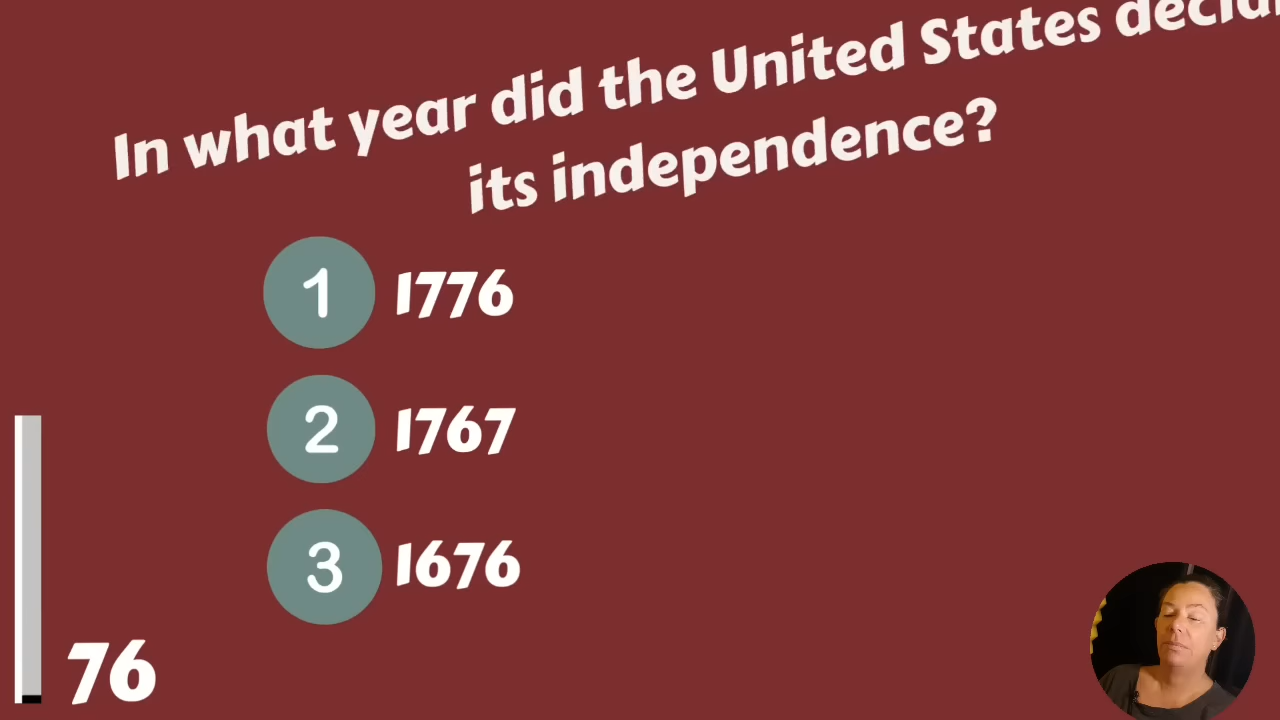 In what year did the United States
its independence?
1 1776
2 1767
3 1676
76